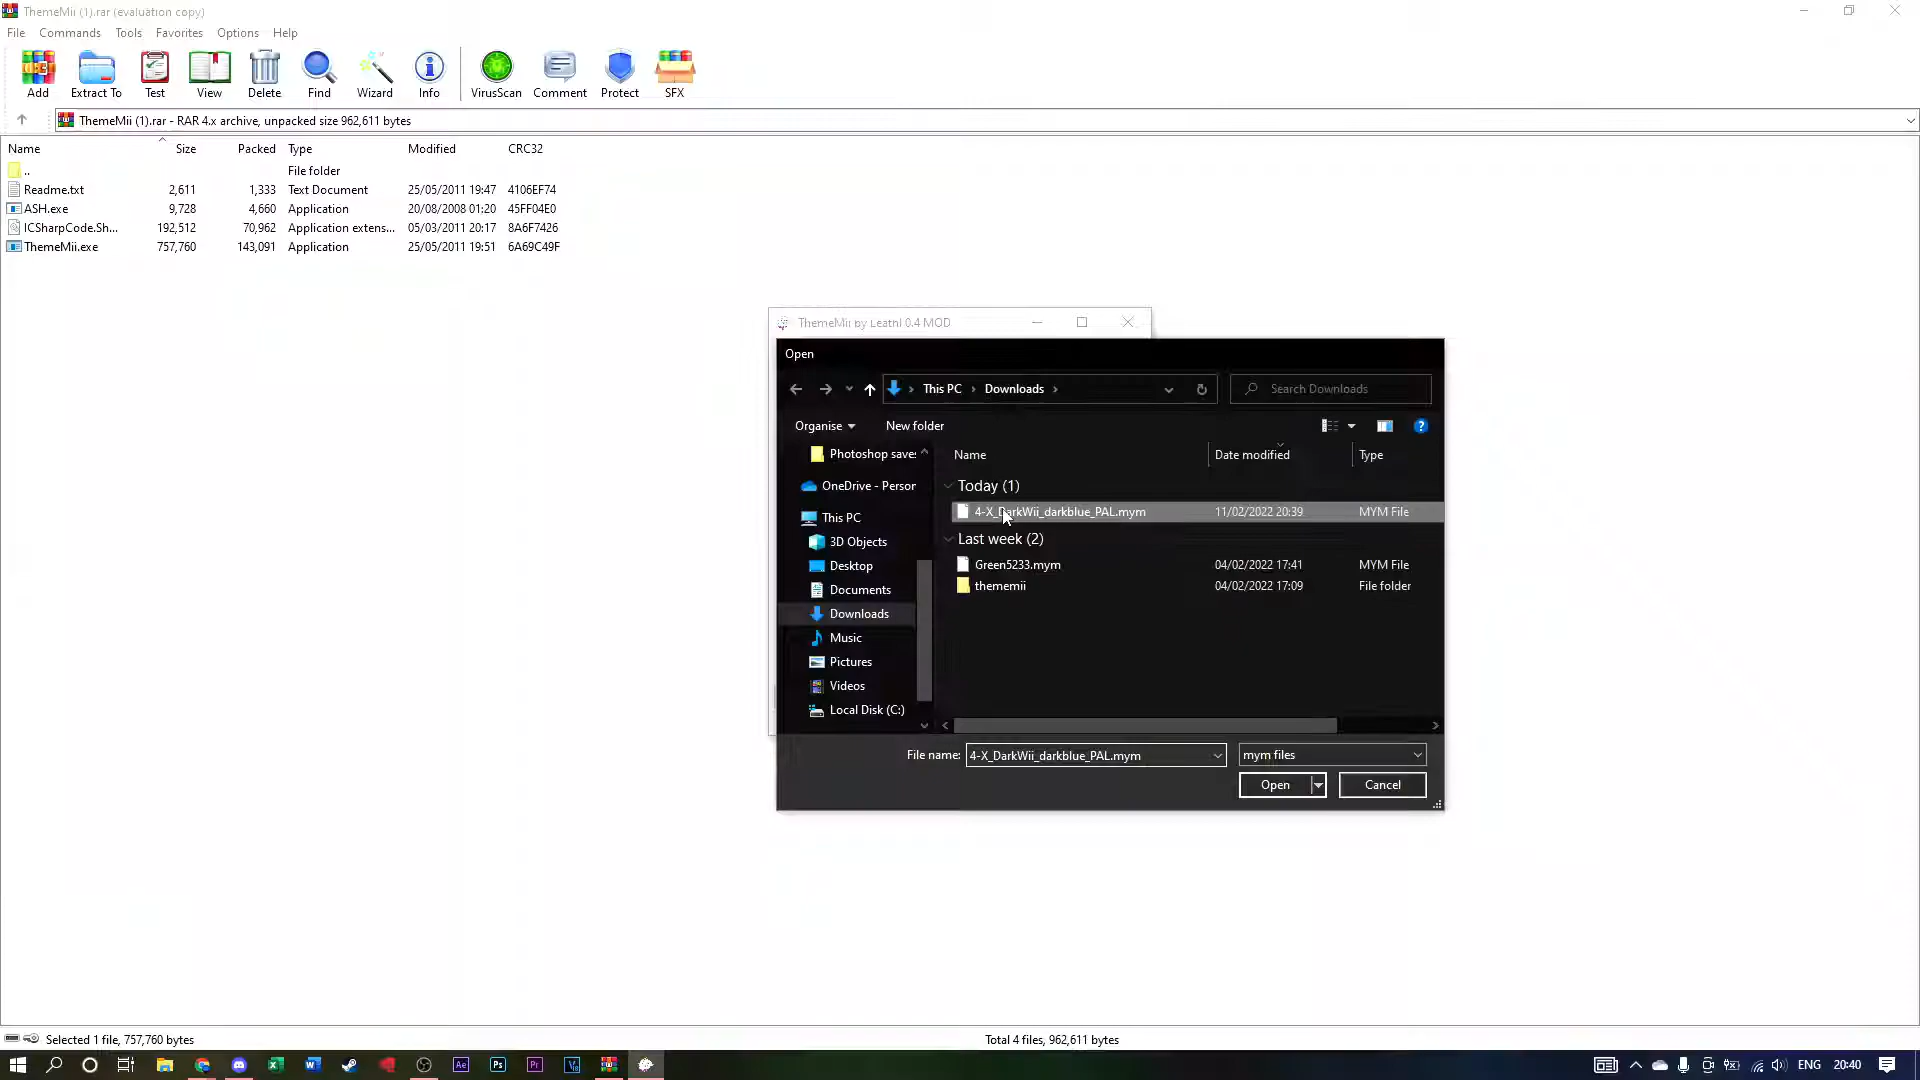 ThemeMii (1).rar (evaluation copy)
File Commands Tools Favorites Options Help
Add Extract To Test View Delete Find Wizard Info VirusScan Comment Protect SFX
ThemeMii (1).rar - RAR 4.x archive, unpacked size 962,611 bytes
Name Size Packed Type Modified CRC32
.. File folder
Readme.txt 2,611 1,333 Text Document 25/05/2011 19:47 4106EF74
ASH.exe 9,728 4,660 Application 20/08/2008 01:20 45FF04E0
ICSharpCode.Sh... 192,512 70,962 Application extens... 05/03/2011 20:17 8A6F7426
ThemeMii.exe 757,760 143,091 Application 25/05/2011 19:51 6A69C49F
ThemeMii by Leathl 0.4 MOD
Open
This PC Downloads
Search Downloads
Organise New folder
Photoshop saves
OneDrive - Person
This PC
3D Objects
Desktop
Documents
Downloads
Music
Pictures
Videos
Local Disk (C:)
Name Date modified Type
Today (1)
4-X_DarkWii_darkblue_PAL.mym 11/02/2022 20:39 MYM File
Last week (2)
Green5233.mym 04/02/2022 17:41 MYM File
thememii 04/02/2022 17:09 File folder
File name: 4-X_DarkWii_darkblue_PAL.mym mym files
Open Cancel
Selected 1 file, 757,760 bytes Total 4 files, 962,611 bytes
Ae Ps Pr
ENG 20:40